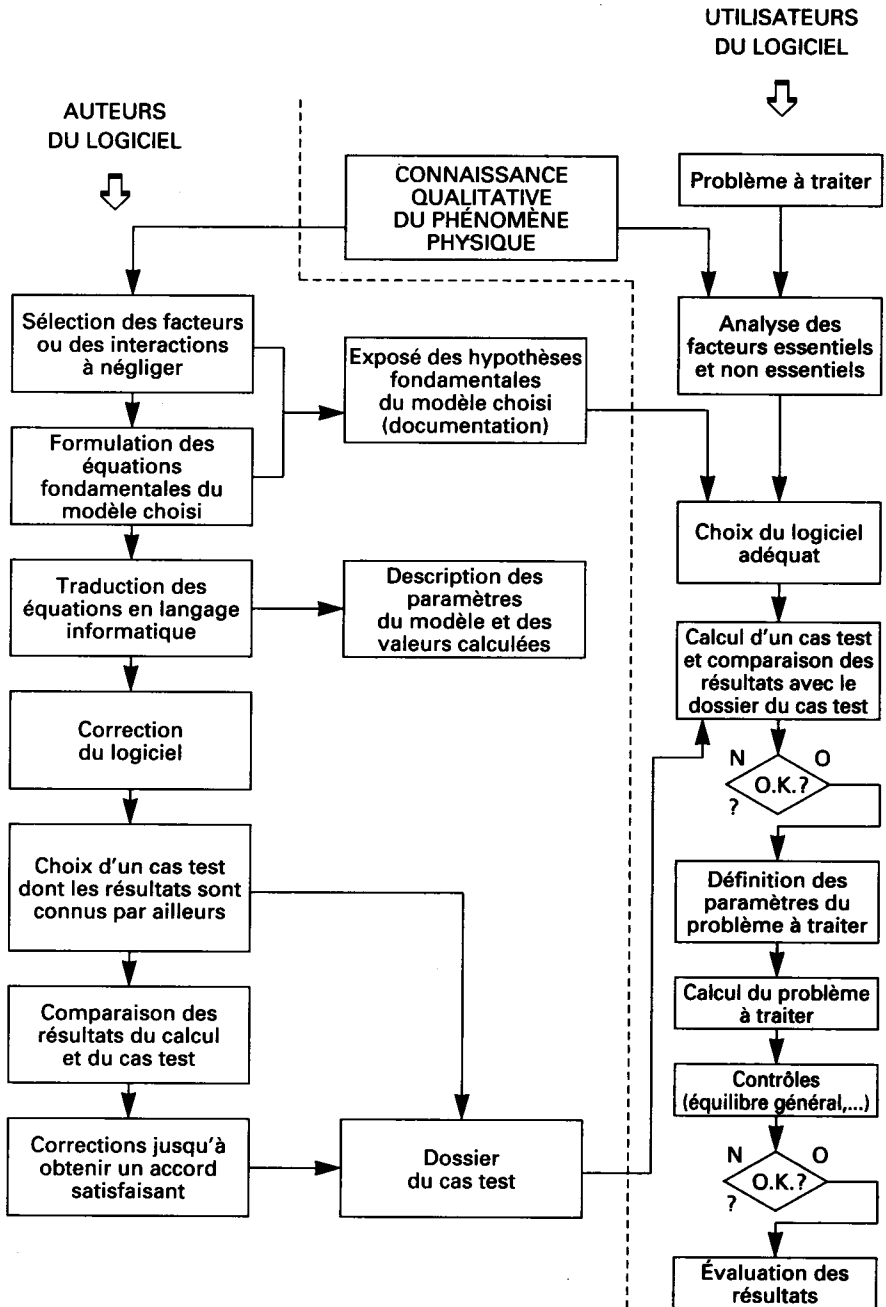 UTILISATEURS
DU LOGICIEL
AUTEURS
DU LOGICIEL
CONNAISSANCE
QUALITATIVE
DU PHÉNOMÈNE
PHYSIQUE
Problème à traiter
Sélection des facteurs
ou des interactions
à négliger
Exposé des hypothèses
fondamentales
du modèle choisi
(documentation)
Analyse des
facteurs essentiels
et non essentiels
Formulation des
équations
fondamentales du
modèle choisi
Choix du logiciel
adéquat
Traduction des
équations en langage
informatique
Description des
paramètres
du modèle et des
valeurs calculées
Calcul d'un cas test
et comparaison des
résultats avec le
dossier du cas test
Correction
du logiciel
N O
O.K.?
?
Choix d'un cas test
dont les résultats sont
connus par ailleurs
Définition des
paramètres du
problème à traiter
Comparaison des
résultats du calcul
et du cas test
Calcul du problème
à traiter
Contrôles
(équilibre général,...)
Corrections jusqu'à
obtenir un accord
satisfaisant
Dossier
du cas test
N O
O.K.?
?
Évaluation des
résultats